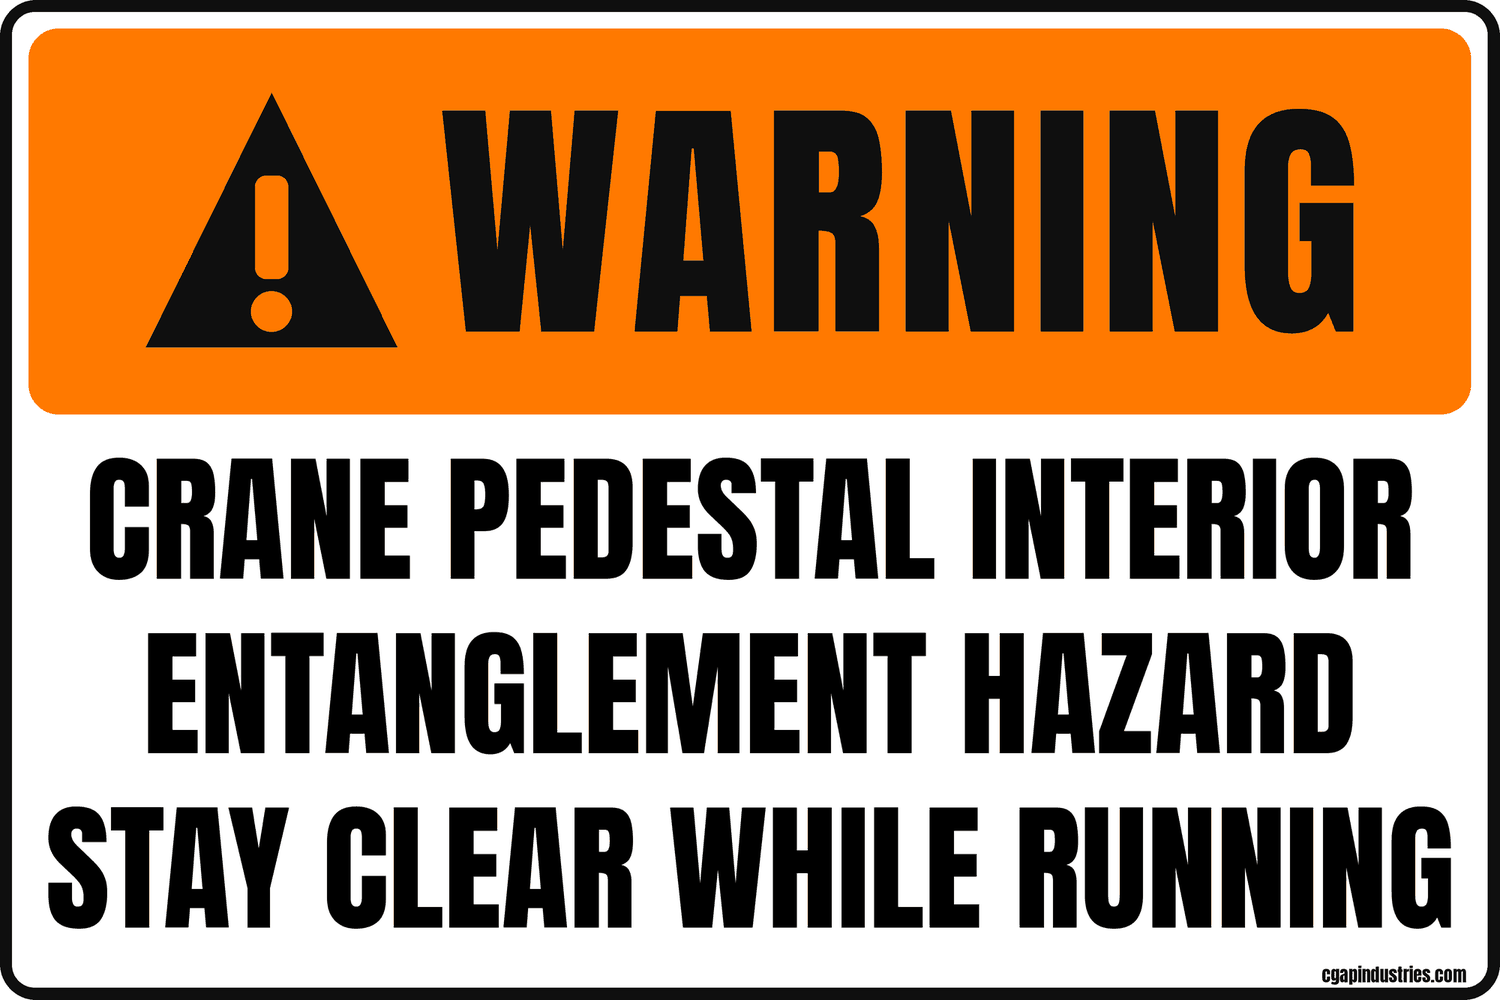 WARNING
CRANE PEDESTAL INTERIOR
ENTANGLEMENT HAZARD
STAY CLEAR WHILE RUNNING
cgapindustries.com